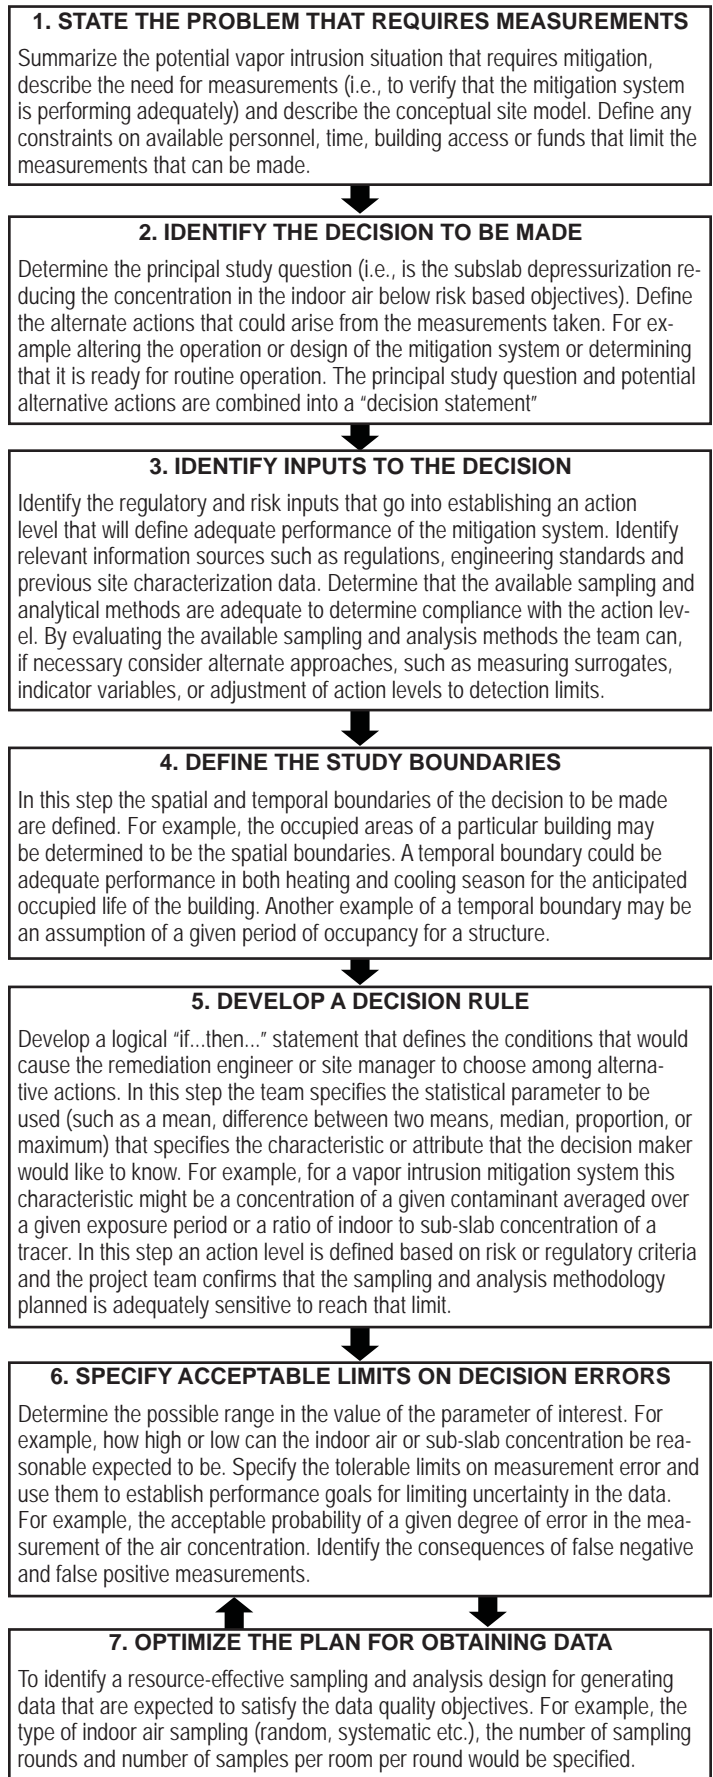 1. STATE THE PROBLEM THAT REQUIRES MEASUREMENTS
Summarize the potential vapor intrusion situation that requires mitigation,
describe the need for measurements (i.e., to verify that the mitigation system
is performing adequately) and describe the conceptual site model. Define any
constraints on available personnel, time, building access or funds that limit the
measurements that can be made.
2. IDENTIFY THE DECISION TO BE MADE
Determine the principal study question (i.e., is the subslab depressurization re-
ducing the concentration in the indoor air below risk based objectives). Define
the alternate actions that could arise from the measurements taken. For ex-
ample altering the operation or design of the mitigation system or determining
that it is ready for routine operation. The principal study question and potential
alternative actions are combined into a "decision statement"
3. IDENTIFY INPUTS TO THE DECISION
Identify the regulatory and risk inputs that go into establishing an action
level that will define adequate performance of the mitigation system. Identify
relevant information sources such as regulations, engineering standards and
previous site characterization data. Determine that the available sampling and
analytical methods are adequate to determine compliance with the action lev-
el. By evaluating the available sampling and analysis methods the team can,
if necessary consider alternate approaches, such as measuring surrogates,
indicator variables, or adjustment of action levels to detection limits.
4. DEFINE THE STUDY BOUNDARIES
In this step the spatial and temporal boundaries of the decision to be made
are defined. For example, the occupied areas of a particular building may
be determined to be the spatial boundaries. A temporal boundary could be
adequate performance in both heating and cooling season for the anticipated
occupied life of the building. Another example of a temporal boundary may be
an assumption of a given period of occupancy for a structure.
5. DEVELOP A DECISION RULE
Develop a logical "if...then..." statement that defines the conditions that would
cause the remediation engineer or site manager to choose among alterna-
tive actions. In this step the team specifies the statistical parameter to be
used (such as a mean, difference between two means, median, proportion, or
maximum) that specifies the characteristic or attribute that the decision maker
would like to know. For example, for a vapor intrusion mitigation system this
characteristic might be a concentration of a given contaminant averaged over
a given exposure period or a ratio of indoor to sub-slab concentration of a
tracer. In this step an action level is defined based on risk or regulatory criteria
and the project team confirms that the sampling and analysis methodology
planned is adequately sensitive to reach that limit.
6. SPECIFY ACCEPTABLE LIMITS ON DECISION ERRORS
Determine the possible range in the value of the parameter of interest. For
example, how high or low can the indoor air or sub-slab concentration be rea-
sonable expected to be. Specify the tolerable limits on measurement error and
use them to establish performance goals for limiting uncertainty in the data.
For example, the acceptable probability of a given degree of error in the mea-
surement of the air concentration. Identify the consequences of false negative
and false positive measurements.
7. OPTIMIZE THE PLAN FOR OBTAINING DATA
To identify a resource-effective sampling and analysis design for generating
data that are expected to satisfy the data quality objectives. For example, the
type of indoor air sampling (random, systematic etc.), the number of sampling
rounds and number of samples per room per round would be specified.